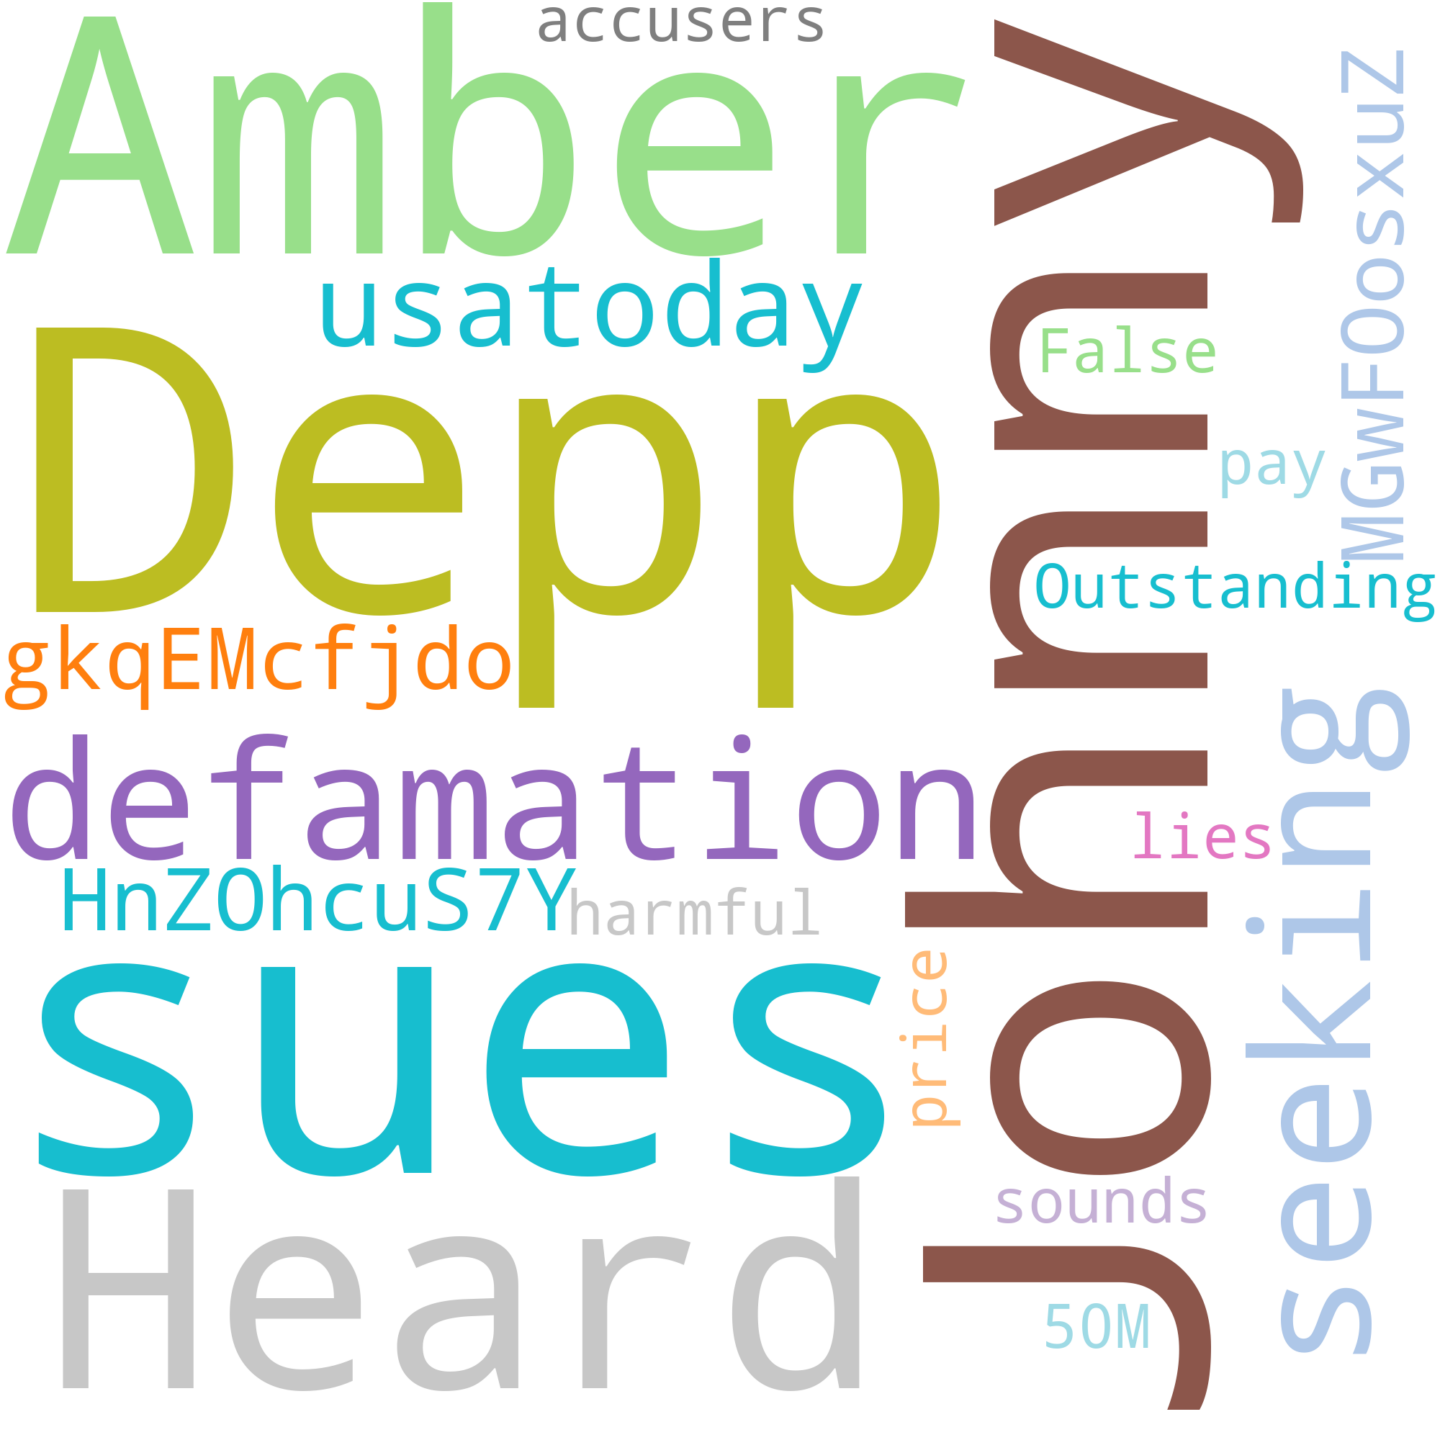 accusers
Amber
usatoday
Depp
gkqEMcfjdo
defamation
HnZOhcuS7Y
harmful
sues
Heard
Johnny
price
False
pay
Outstanding
lies
sounds
50M
MGwFOosxuZ
seeking